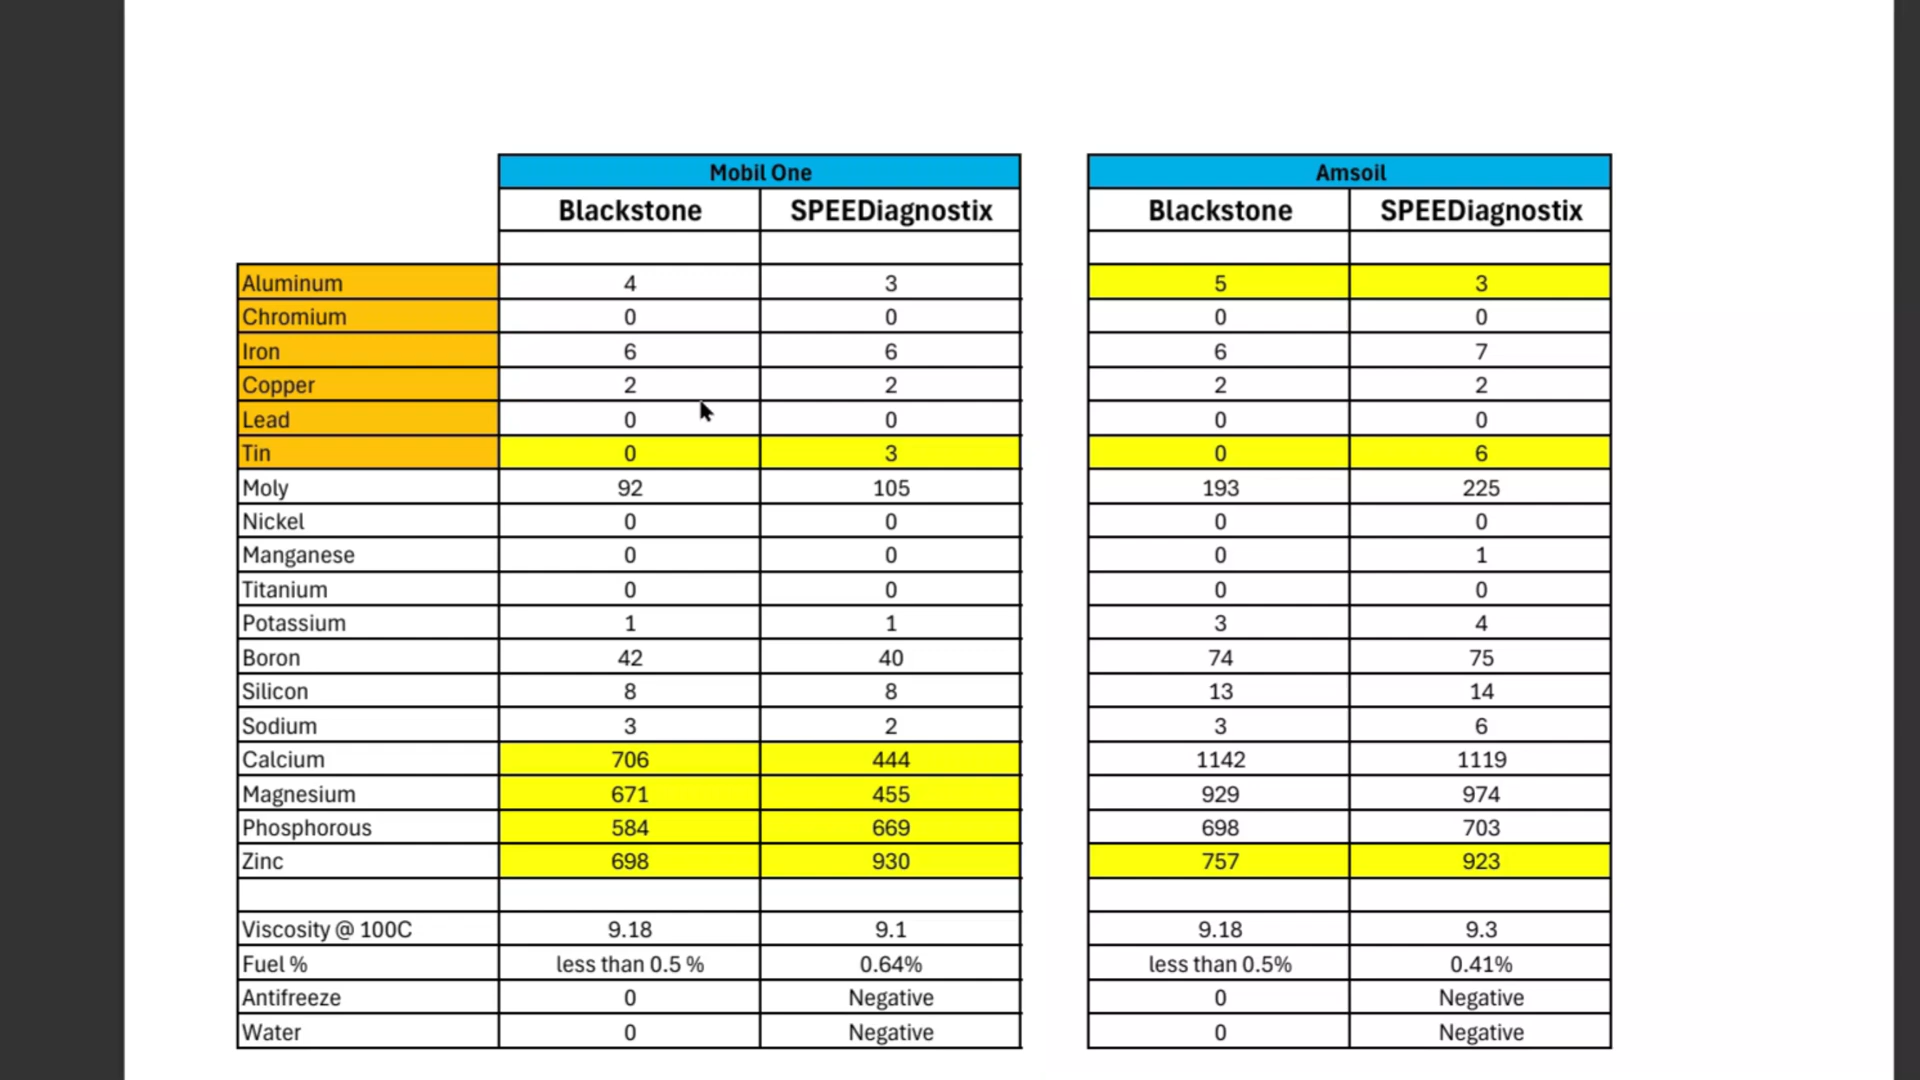 Mobil One Amsoil
Blackstone SPEEDiagnostix Blackstone SPEEDiagnostix
Aluminum 4 3 5 3
Chromium 0 0 0 0
Iron 6 6 6 7
Copper 2 2 2 2
Lead 0 0 0 0
Tin 0 3 0 6
Moly 92 105 193 225
Nickel 0 0 0 0
Manganese 0 0 0 1
Titanium 0 0 0 0
Potassium 1 1 3 4
Boron 42 40 74 75
Silicon 8 8 13 14
Sodium 3 2 3 6
Calcium 706 444 1142 1119
Magnesium 671 455 929 974
Phosphorous 584 669 698 703
Zinc 698 930 757 923
Viscosity @ 100C 9.18 9.1 9.18 9.3
Fuel % less than 0.5 % 0.64% less than 0.5% 0.41%
Antifreeze 0 Negative 0 Negative
Water 0 Negative 0 Negative